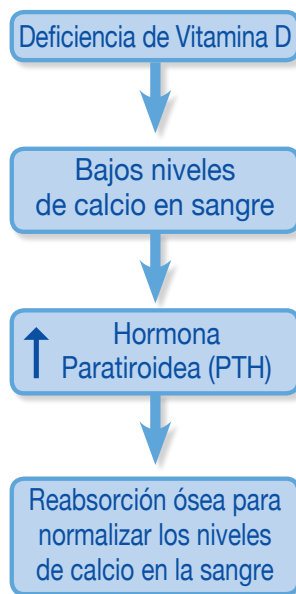 Deficiencia de Vitamina D
Bajos niveles
de calcio en sangre
Hormona
Paratiroidea (PTH)
Reabsorción ósea para
normalizar los niveles
de calcio en la sangre